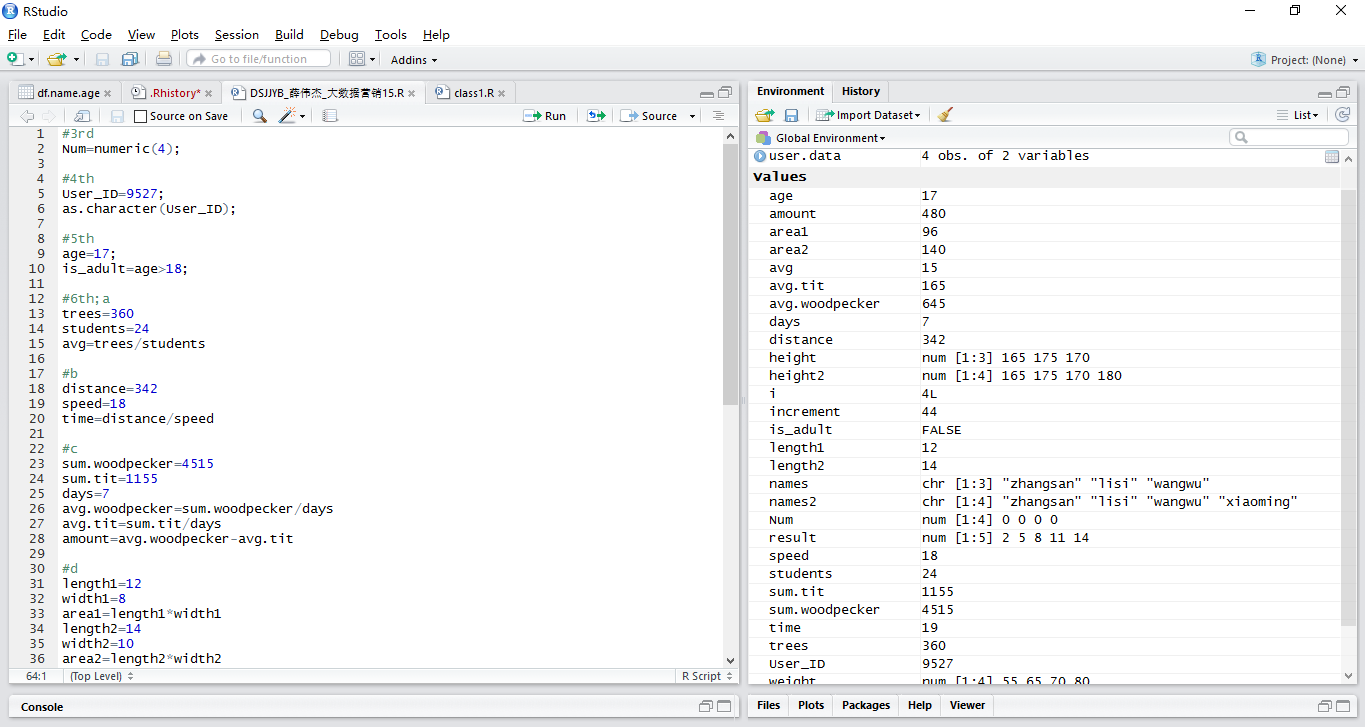 RStudio
File Edit Code View Plots Session Build Debug Tools Help
Go to file/function Addins Project: (None)
df.name.age .Rhistory* DSJJYB_薛伟杰_大数据营销15.R class1.R
Source on Save Run Source
1 #3rd
2 Num=numeric(4);
3
4 #4th
5 User_ID=9527;
6 as.character(User_ID);
7
8 #5th
9 age=17;
10 is_adult=age>18;
11
12 #6th;a
13 trees=360
14 students=24
15 avg=trees/students
16
17 #b
18 distance=342
19 speed=18
20 time=distance/speed
21
22 #c
23 sum.woodpecker=4515
24 sum.tit=1155
25 days=7
26 avg.woodpecker=sum.woodpecker/days
27 avg.tit=sum.tit/days
28 amount=avg.woodpecker-avg.tit
29
30 #d
31 length1=12
32 width1=8
33 area1=length1*width1
34 length2=14
35 width2=10
36 area2=length2*width2
64:1 (Top Level) R Script
Console
Environment History
Import Dataset List
Global Environment
user.data 4 obs. of 2 variables
Values
age 17
amount 480
area1 96
area2 140
avg 15
avg.tit 165
avg.woodpecker 645
days 7
distance 342
height num [1:3] 165 175 170
height2 num [1:4] 165 175 170 180
i 4L
increment 44
is_adult FALSE
length1 12
length2 14
names chr [1:3] "zhangsan" "lisi" "wangwu"
names2 chr [1:4] "zhangsan" "lisi" "wangwu" "xiaoming"
Num num [1:4] 0 0 0 0
result num [1:5] 2 5 8 11 14
speed 18
students 24
sum.tit 1155
sum.woodpecker 4515
time 19
trees 360
User_ID 9527
weight num [1:4] 55 65 70 80
Files Plots Packages Help Viewer